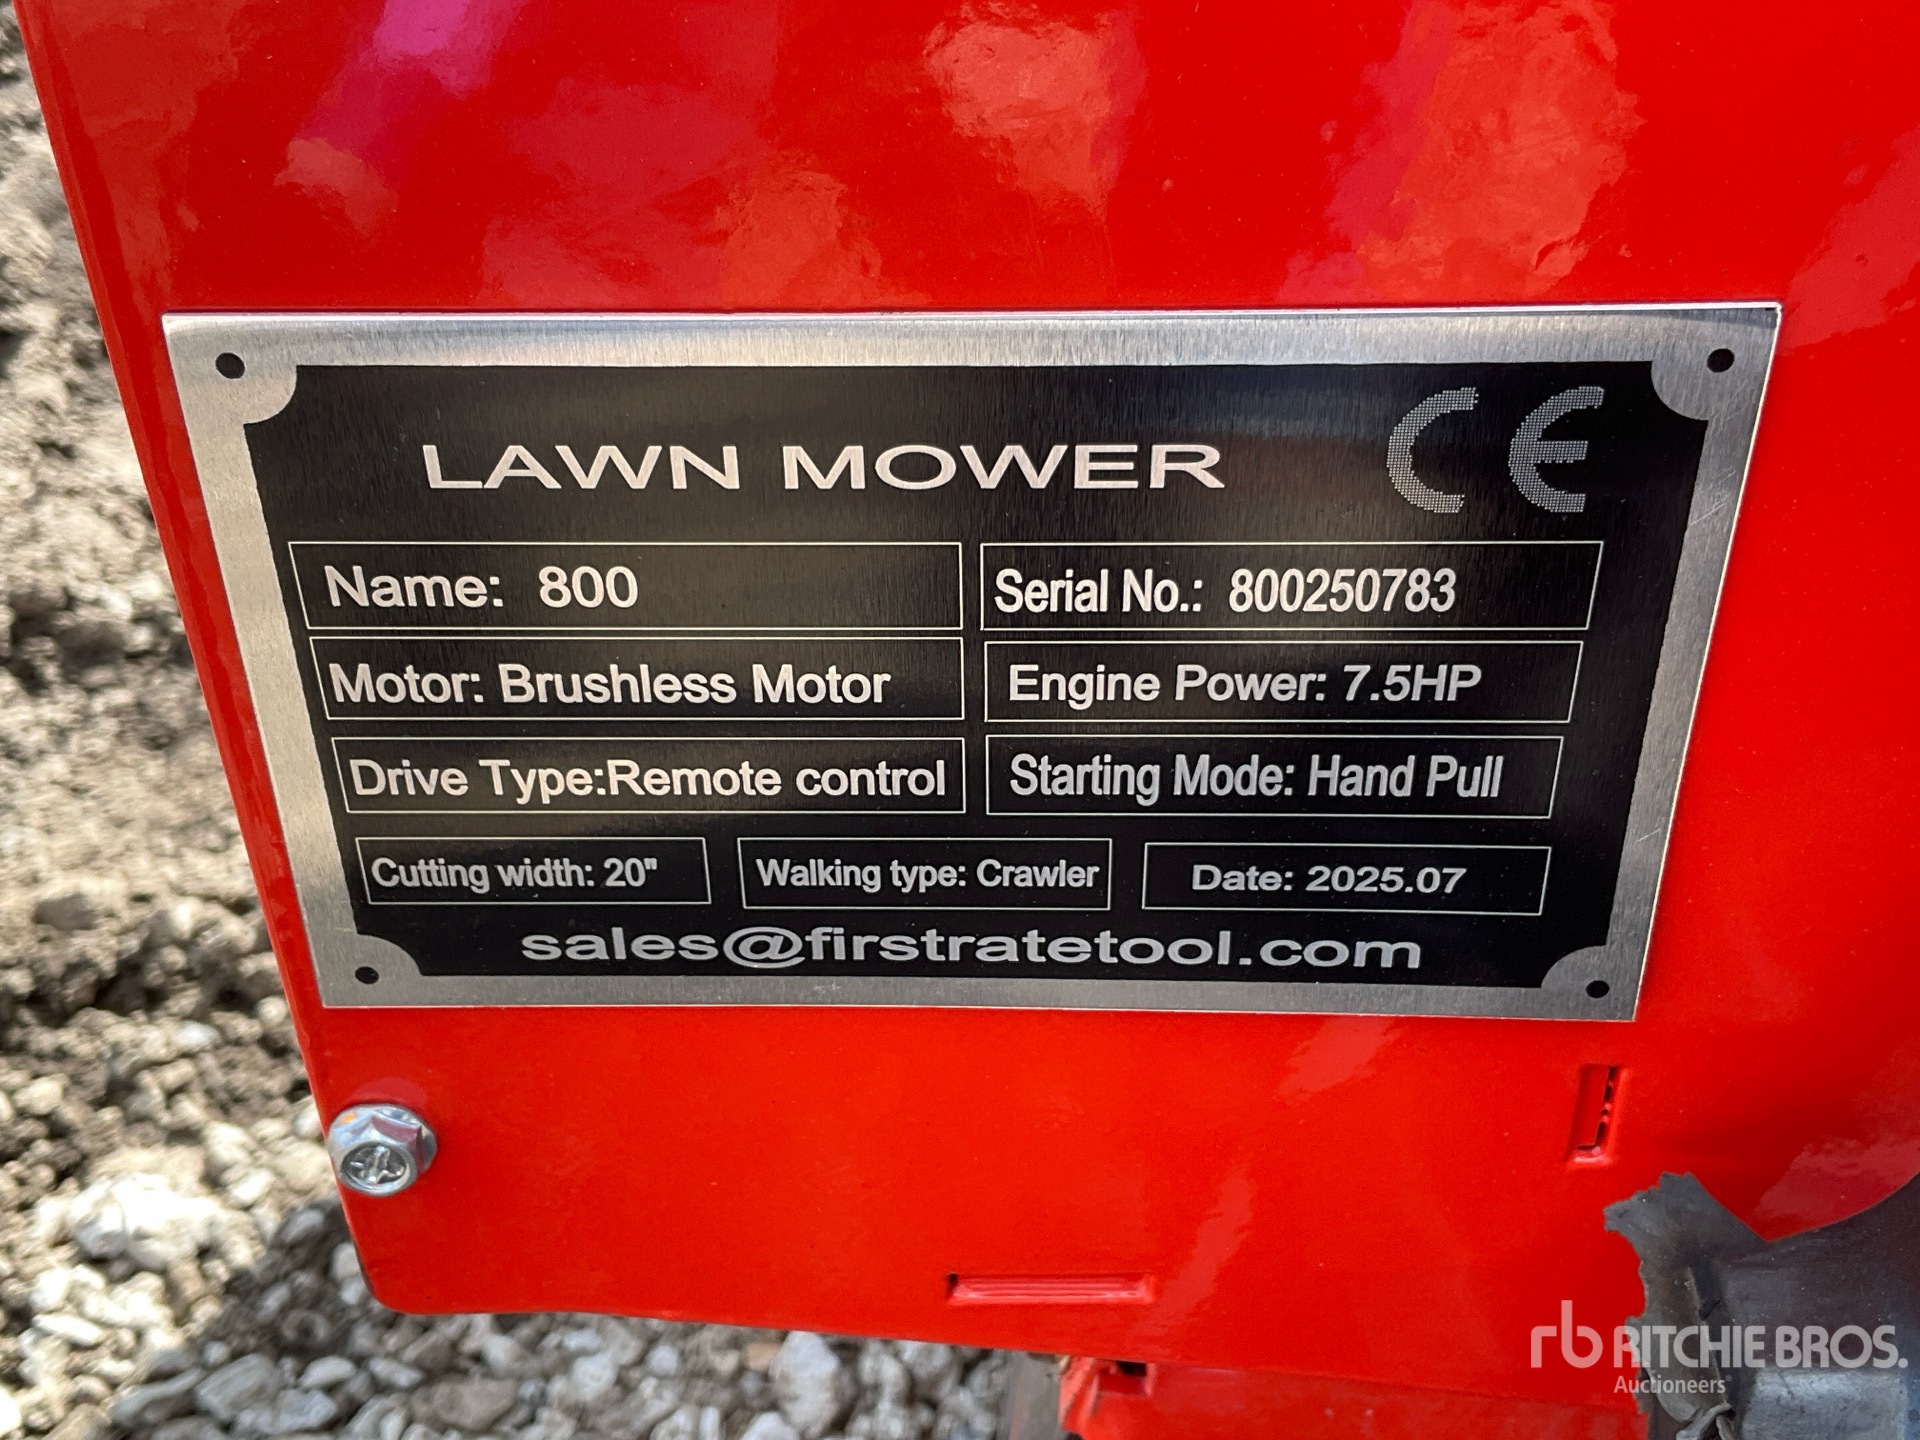 LAWN MOWER CE
Name: 800 Serial No.: 800250783
Motor: Brushless Motor Engine Power: 7.5HP
Drive Type:Remote control Starting Mode: Hand Pull
Cutting width: 20" Walking type: Crawler Date: 2025.07
sales@firstratetool.com
rb RITCHIE BROS.
Auctioneers